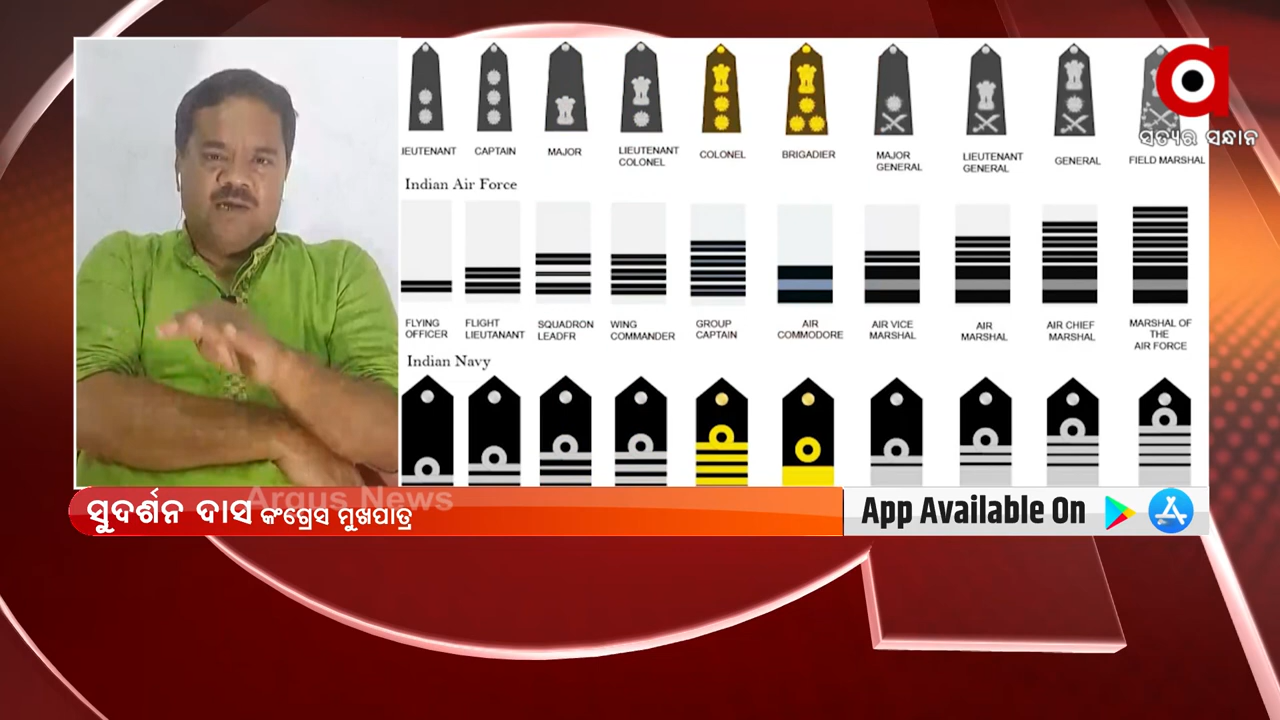 IEUTENANT CAPTAIN MAJOR LIEUTENANT COLONEL COLONEL BRIGADIER MAJOR GENERAL LIEUTENANT GENERAL GENERAL FIELD MARSHAL
ସତ୍ୟର ସନ୍ଧାନ
Indian Air Force
FLYING OFFICER FLIGHT LIEUTANANT SQUADRON LEADFR WING COMMANDER GROUP CAPTAIN AIR COMMODORE AIR VICE MARSHAL AIR MARSHAL AIR CHIEF MARSHAL MARSHAL OF THE AIR FORCE
Indian Navy
Argus News
ସୁଦର୍ଶନ ଦାସ କଂଗ୍ରେସ ମୁଖପାତ୍ର
App Available On